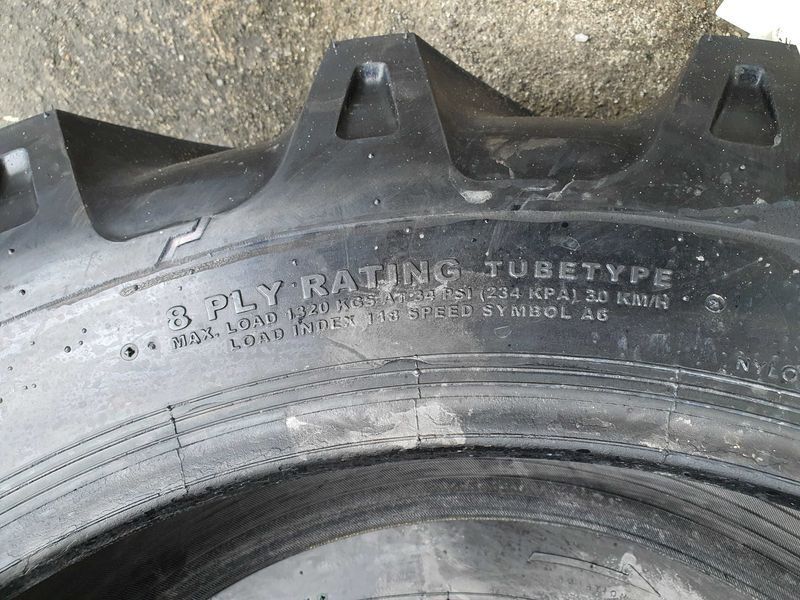 8 PLY RATING TUBETYPE
MAX. LOAD 1320 KGS AT 34 PSI (234 KPA) 30 KM/H
LOAD INDEX 118 SPEED SYMBOL A6
NYLO